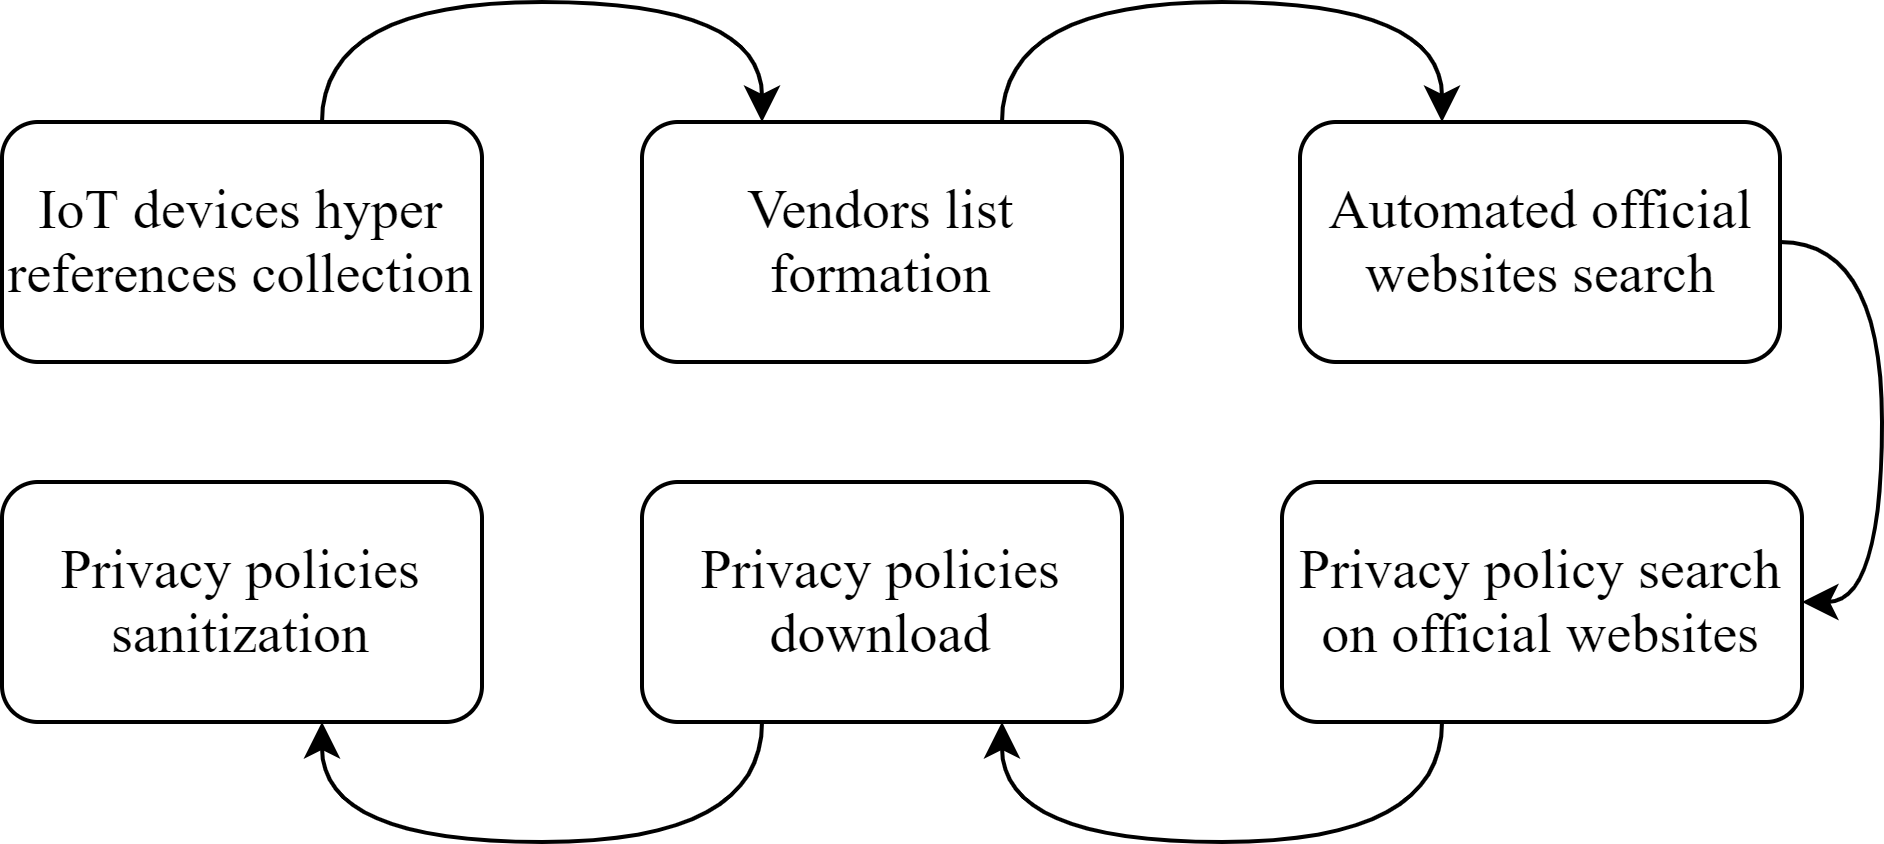 IoT devices hyper
references collection
Vendors list
formation
Automated official
websites search
Privacy policies
sanitization
Privacy policies
download
Privacy policy search
on official websites